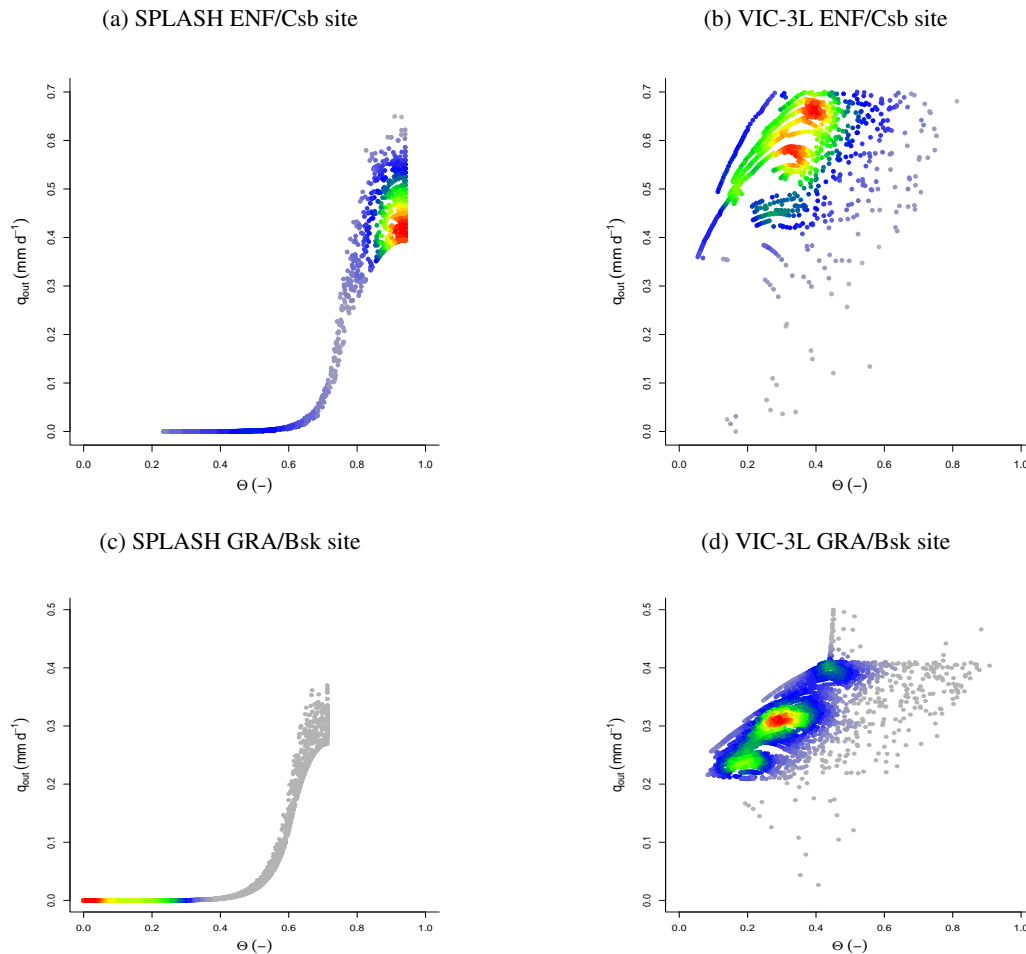 (a) SPLASH ENF/Csb site
(b) VIC-3L ENF/Csb site
0.7
0.6
0.5
0.4
0.3
0.2
0.1
0.0
qout (mm d⁻¹)
0.0 0.2 0.4 0.6 0.8 1.0
Θ (−)
0.7
0.6
0.5
0.4
0.3
0.2
0.1
0.0
qout (mm d⁻¹)
0.0 0.2 0.4 0.6 0.8 1.0
Θ (−)
(c) SPLASH GRA/Bsk site
(d) VIC-3L GRA/Bsk site
0.5
0.4
0.3
0.2
0.1
0.0
qout (mm d⁻¹)
0.0 0.2 0.4 0.6 0.8 1.0
Θ (−)
0.5
0.4
0.3
0.2
0.1
0.0
qout (mm d⁻¹)
0.0 0.2 0.4 0.6 0.8 1.0
Θ (−)